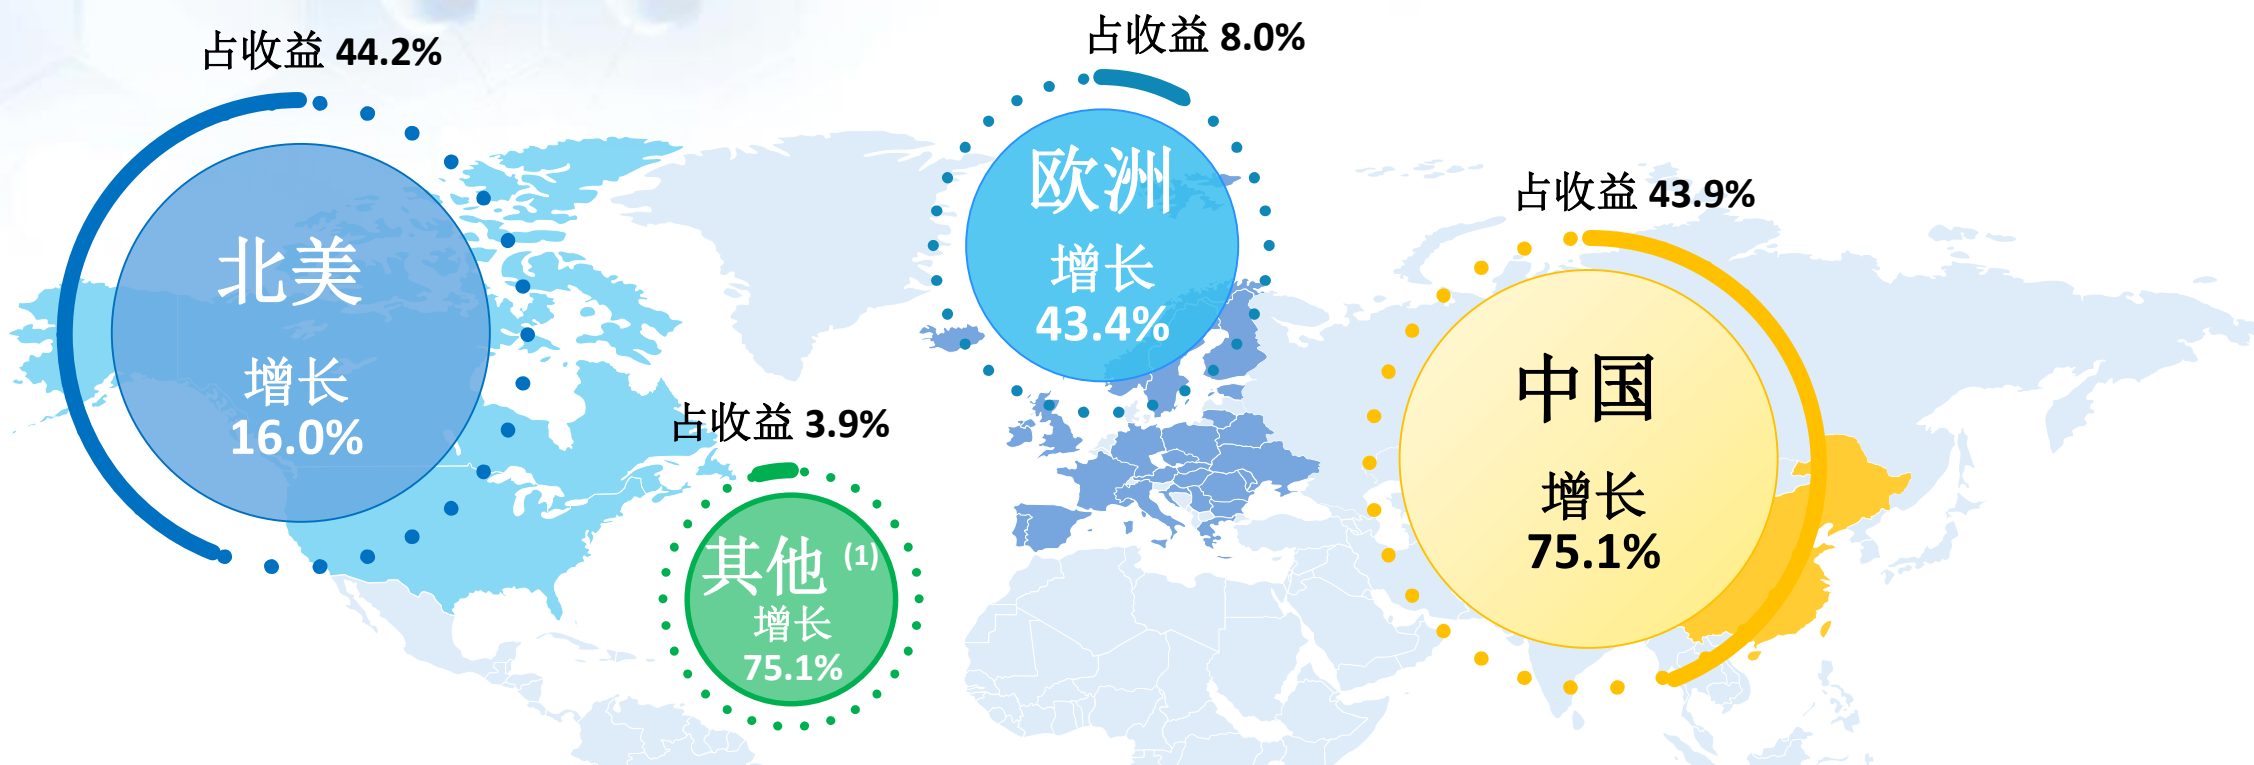 占收益 44.2%
北美
增长
16.0%
占收益 3.9%
其他 (1)
增长
75.1%
占收益 8.0%
欧洲
增长
43.4%
占收益 43.9%
中国
增长
75.1%